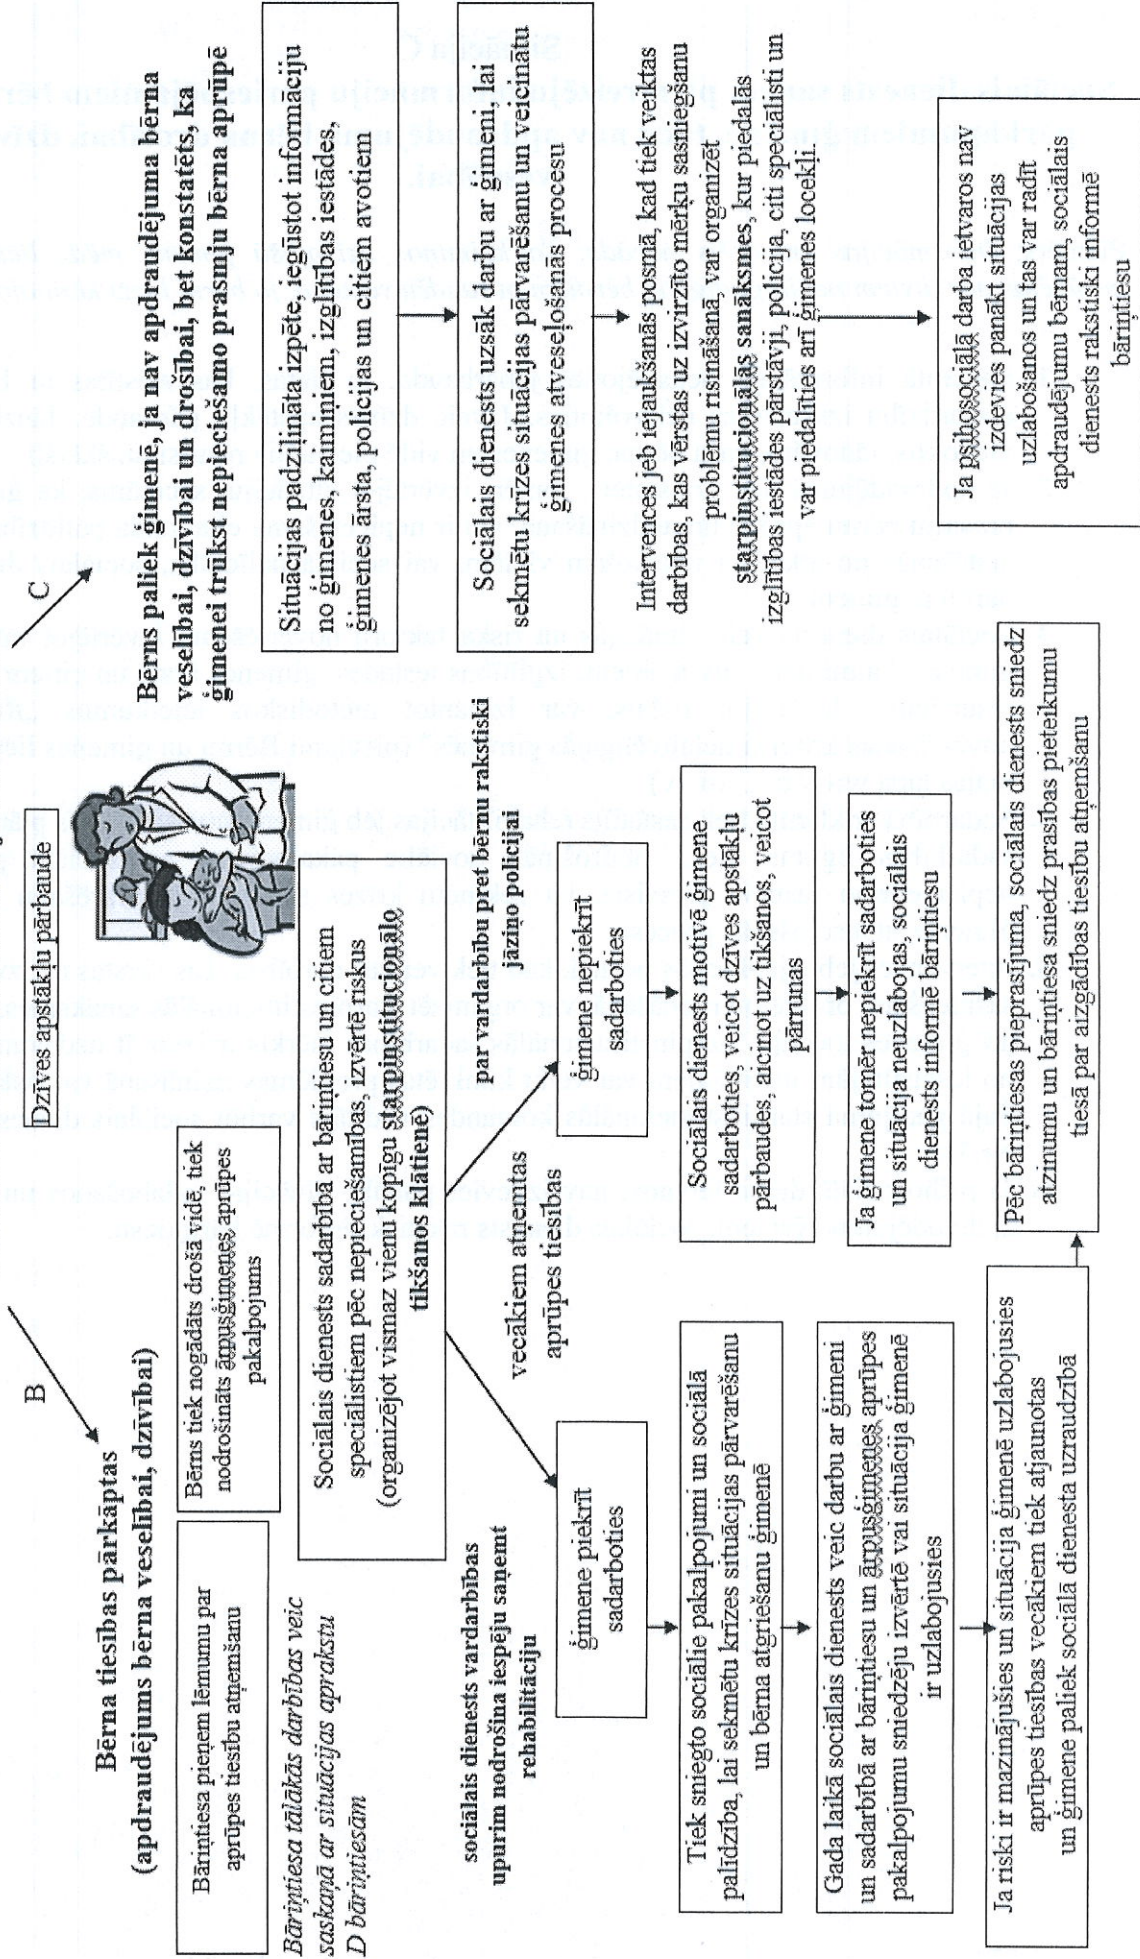 Dzīves apstākļu pārbaude
B
Bērna tiesības pārkāptas
(apdraudējums bērna veselībai, dzīvībai)
Bāriņtiesa pieņem lēmumu par
aprūpes tiesību atņemšanu
Bērns tiek nogādāts drošā vidē, tiek
nodrošināts ārpusģimenes aprūpes
pakalpojums
Bāriņtiesa tālākās darbības veic
saskaņā ar situācijas aprakstu
D bāriņtiesām
Sociālais dienests sadarbībā ar bāriņtiesu un citiem
speciālistiem pēc nepieciešamības, izvērtē riskus
(organizējot vismaz vienu kopīgu starpinstitucionālo
tikšanos klātienē)
sociālais dienests vardarbības
upurim nodrošina iespēju saņemt
rehabilitāciju
vecākiem atņemtas
aprūpes tiesības
par vardarbību pret bērnu rakstiski
jāziņo policijai
ģimene piekrīt
sadarboties
Tiek sniegto sociālie pakalpojumi un sociālā
palīdzība, lai sekmētu krīzes situācijas pārvarēšanu
un bērna atgriešanu ģimenē
Gada laikā sociālais dienests veic darbu ar ģimeni
un sadarbībā ar bāriņtiesu un ārpusģimenes aprūpes
pakalpojumu sniedzēju izvērtē vai situācija ģimenē
ir uzlabojusies
Ja riski ir mazinājušies un situācija ģimenē uzlabojusies
aprūpes tiesības vecākiem tiek atjaunotas
un ģimene paliek sociālā dienesta uzraudzībā
ģimene nepiekrīt
sadarboties
Sociālais dienests motivē ģimene
sadarboties, veicot dzīves apstākļu
pārbaudes, aicinot uz tikšanos, veicot
pārrunas
Ja ģimene tomēr nepiekrīt sadarboties
un situācija neuzlabojas, sociālais
dienests informē bāriņtiesu
Pēc bāriņtiesas pieprasījuma, sociālais dienests sniedz
atzinumu un bāriņtiesa sniedz prasības pieteikumu
tiesā par aizgādības tiesību atņemšanu
C
Bērns paliek ģimenē, ja nav apdraudējuma bērna
veselībai, dzīvībai un drošībai, bet konstatēts, ka
ģimenei trūkst nepieciešamo prasmju bērna aprūpē
Situācijas padziļināta izpēte, iegūstot informāciju
no ģimenes, kaimiņiem, izglītības iestādes,
ģimenes ārsta, policijas un citiem avotiem
Sociālais dienests uzsāk darbu ar ģimeni, lai
sekmētu krīzes situācijas pārvarēšanu un veicinātu
ģimenes atveseļošanās procesu
Intervences jeb iejaukšanās posmā, kad tiek veiktas
darbības, kas vērstas uz izvirzīto mērķu sasniegšanu
problēmu risināšanā, var organizēt
starpinstitucionālās sanāksmes, kur piedalās
izglītības iestādes pārstāvji, policija, citi speciālisti un
var piedalīties arī ģimenes locekļi.
Ja psihosociālā darba ietvaros nav
izdevies panākt situācijas
uzlabošanos un tas var radīt
apdraudējumu bērnam, sociālais
dienests rakstiski informē
bāriņtiesu